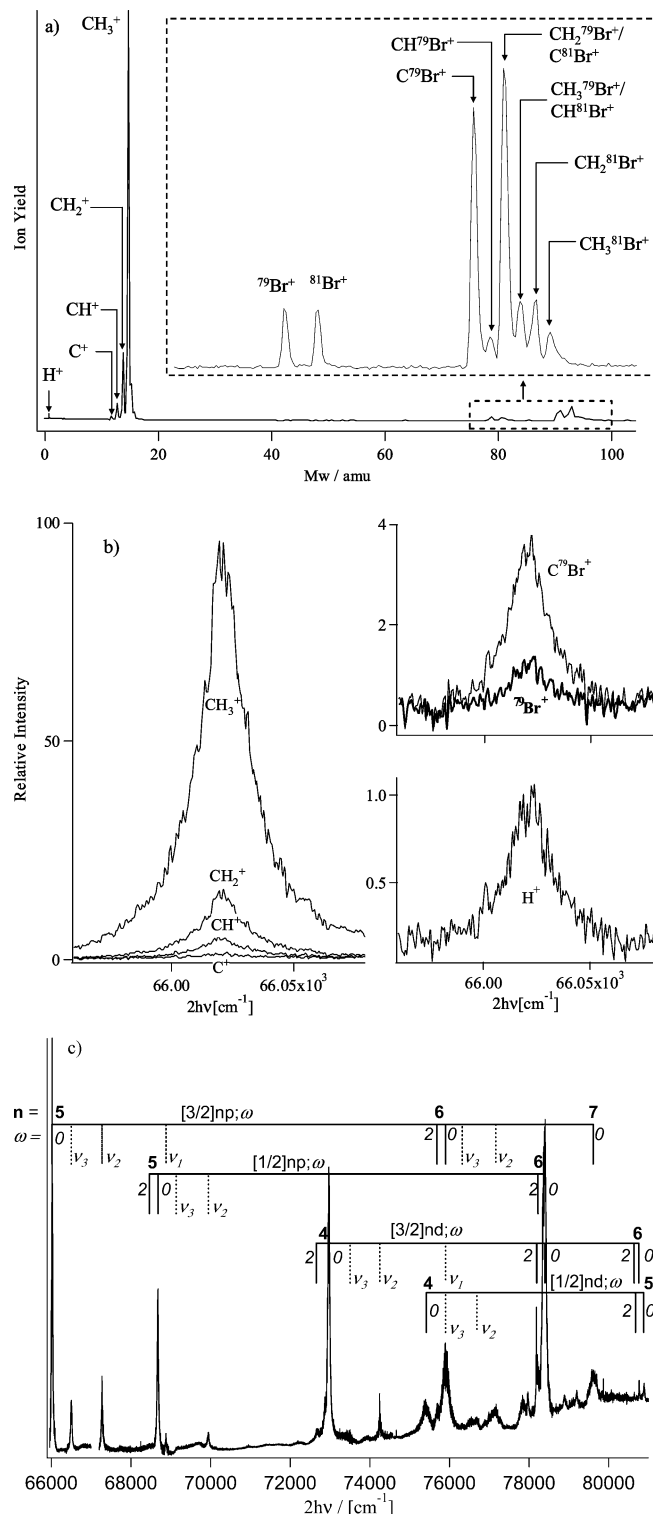 a)
CH₃⁺
CH₂⁺
CH⁺
C⁺
H⁺
Ion Yield
CH⁷⁹Br⁺
C⁷⁹Br⁺
CH₂⁷⁹Br⁺/
C⁸¹Br⁺
CH₃⁷⁹Br⁺/
CH⁸¹Br⁺
CH₂⁸¹Br⁺
CH₃⁸¹Br⁺
⁷⁹Br⁺ ⁸¹Br⁺
0 20 40 60 80 100
Mw / amu
b)
100
50
0
Relative Intensity
CH₃⁺
CH₂⁺
CH⁺
C⁺
66.00 66.05x10³
2hν[cm⁻¹]
4
2
0
C⁷⁹Br⁺
⁷⁹Br⁺
1.0
0.5
H⁺
66.00 66.05x10³
2hν[cm⁻¹]
c)
n = 5 [3/2]np;ω 6 7
ω = 0 ν₃ ν₂ ν₁ 2 0 ν₃ ν₂ 0
5 [1/2]np;ω 6
2 0 ν₃ ν₂ 2 0
4 [3/2]nd;ω 6
2 0 ν₃ ν₂ ν₁ 2 0 2 0
4 [1/2]nd;ω 5
0 ν₃ ν₂ 2 0
66000 68000 70000 72000 74000 76000 78000 80000
2hν / [cm⁻¹]